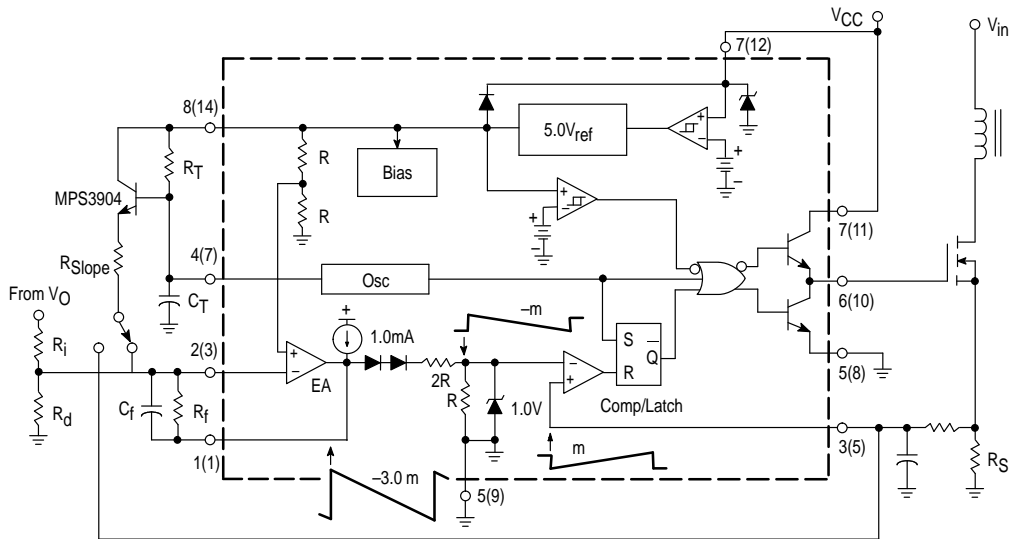 VCC
Vin
7(12)
8(14)
5.0Vref
+
−
+
−
RT
R
Bias
MPS3904
R
+
−
+
−
7(11)
4(7)
RSlope
Osc
6(10)
From VO
CT
+
1.0mA
−m
S
Q
R
5(8)
Ri
2(3)
+
−
EA
2R
−
+
R
1.0V
Comp/Latch
Rd
Cf
Rf
1(1)
m
3(5)
RS
−3.0 m
5(9)